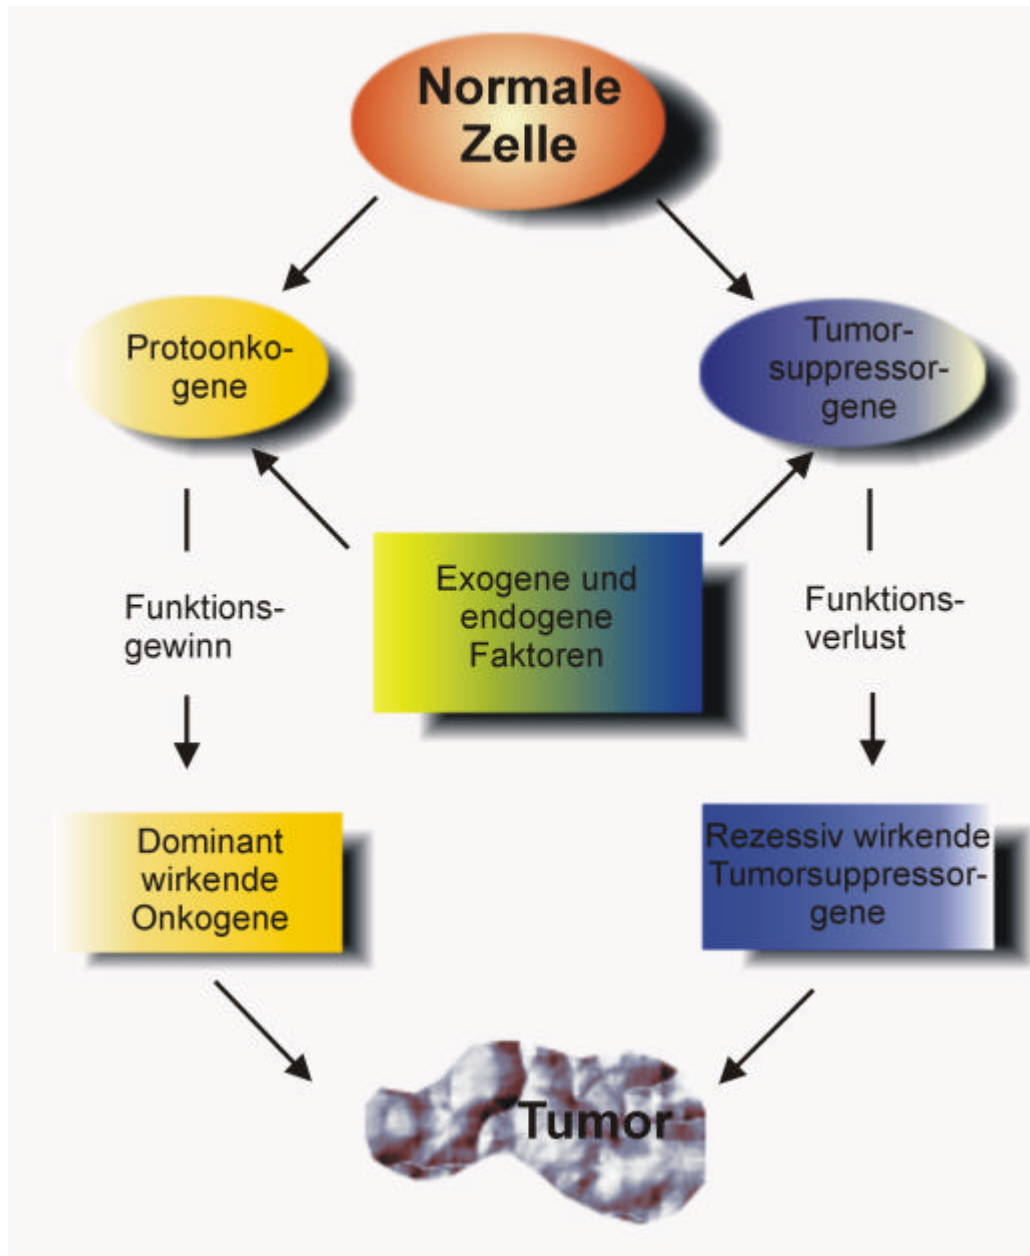 Normale
Zelle
Protoonko-
gene
Tumor-
suppressor-
gene
Exogene und
endogene
Faktoren
Funktions-
gewinn
Funktions-
verlust
Dominant
wirkende
Onkogene
Rezessiv wirkende
Tumorsuppressor-
gene
Tumor